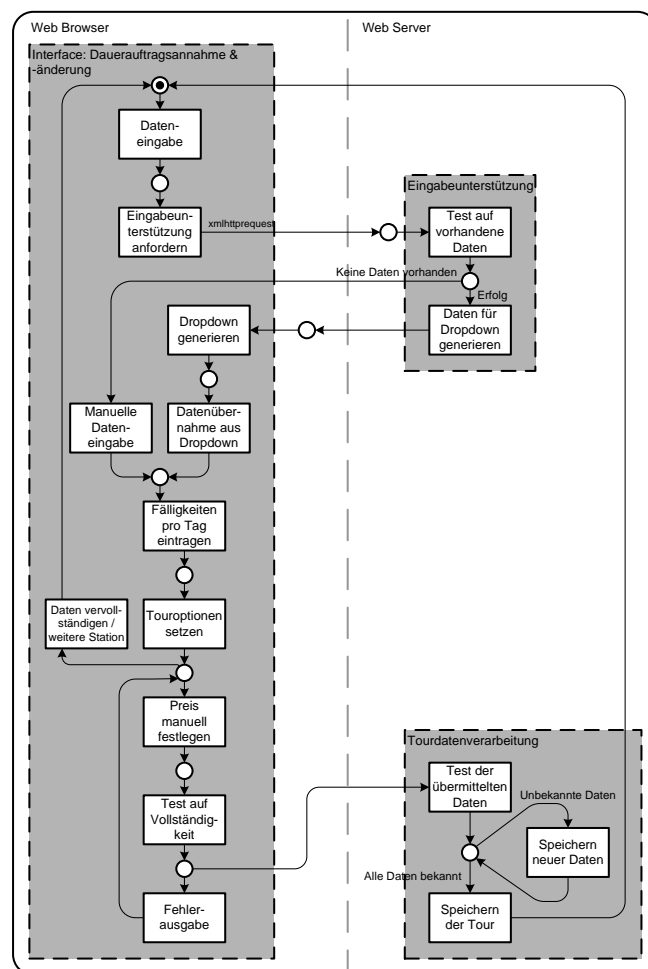 Web Browser
Web Server
Interface: Dauerauftragsannahme &
-änderung
Daten-
eingabe
Eingabeun-
terstützung
anfordern
xmlhttprequest
Eingabeunterstützung
Test auf
vorhandene
Daten
Keine Daten vorhanden
Erfolg
Daten für
Dropdown
generieren
Dropdown
generieren
Manuelle
Daten-
eingabe
Datenüber-
nahme aus
Dropdown
Fälligkeiten
pro Tag
eintragen
Daten vervoll-
ständigen /
weitere Station
Touroptionen
setzen
Preis
manuell
festlegen
Test auf
Vollständig-
keit
Fehler-
ausgabe
Tourdatenverarbeitung
Test der
übermittelten
Daten
Unbekannte Daten
Speichern
neuer Daten
Alle Daten bekannt
Speichern
der Tour